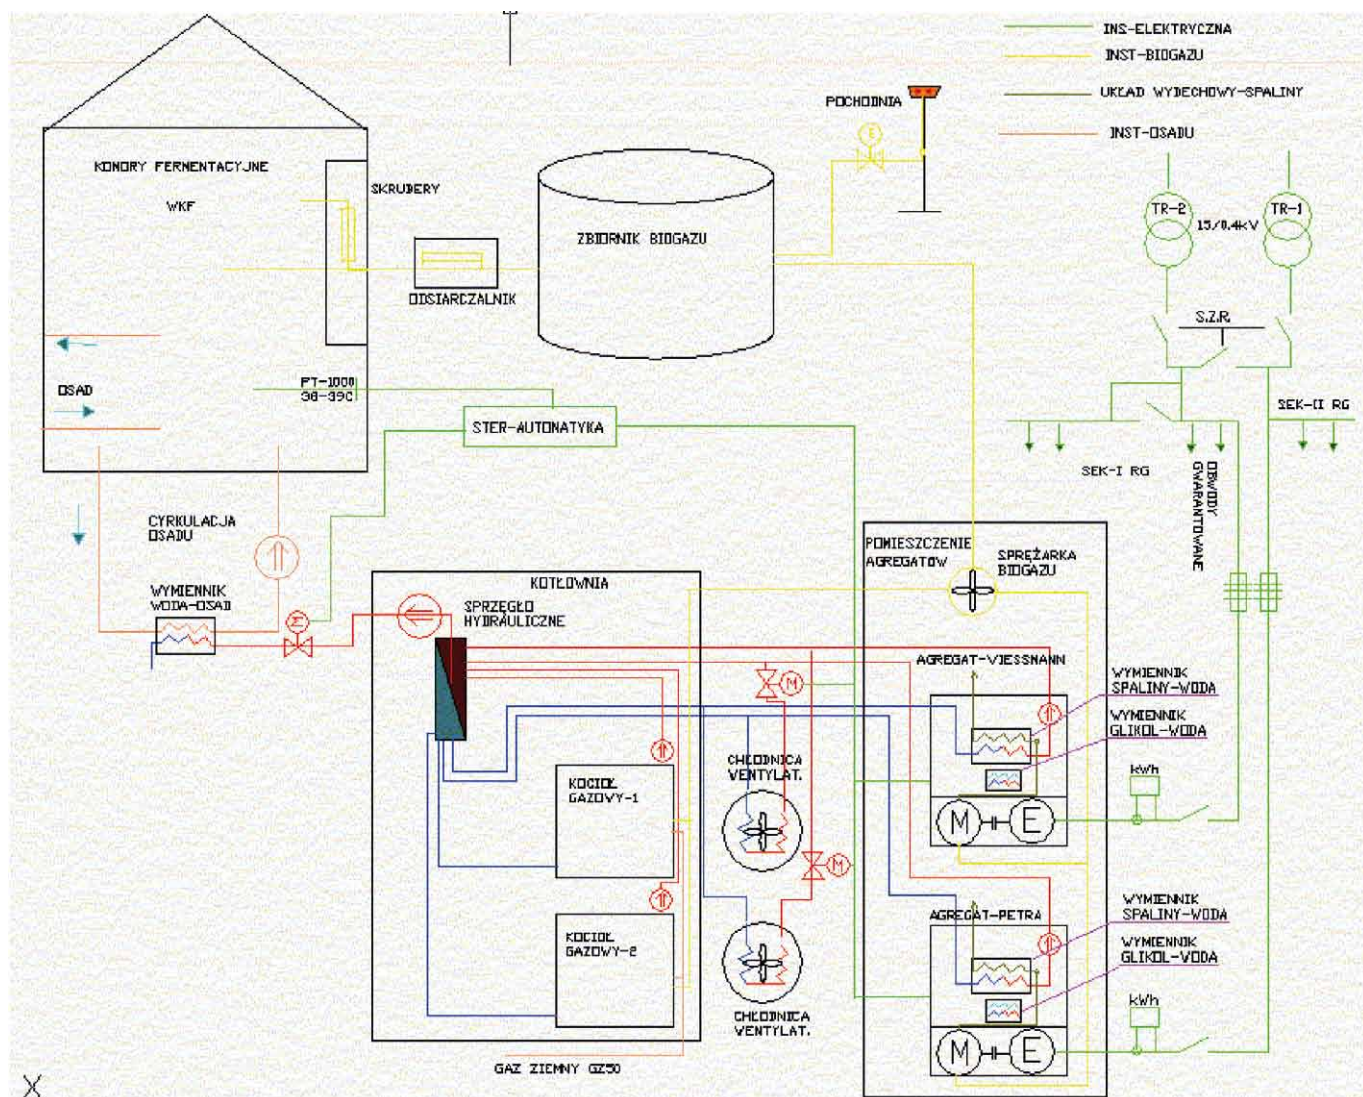 INS-ELEKTRYCZNA
INST-BIOGAZU
UKŁAD WYDECHOWY-SPALINY
INST-OSADU
POCHODNIA
E
KOMORY FERMENTACYJNE
WKF
SKRUBERY
ODSIARCZALNIK
ZBIORNIK BIOGAZU
TR-2
15/0.4kV
TR-1
S.Z.R.
OSAD
PT-1000
36-39C
STER-AUTOMATYKA
SEK-I RG
SEK-II RG
OBWODY
GWARANTOWANE
CYRKULACJA
OSADU
WYMIENNIK
WODA-OSAD
KOTŁOWNIA
SPRZĘGŁO
HYDRAULICZNE
POMIESZCZENIE
AGREGATÓW
SPRĘŻARKA
BIOGAZU
AGREGAT-VIESSMANN
WYMIENNIK
SPALINY-WODA
WYMIENNIK
GLIKOL-WODA
M
CHŁODNICA
WENTYLAT.
KOCIOŁ
GAZOWY-1
kWh
M
E
M
KOCIOŁ
GAZOWY-2
AGREGAT-PETRA
WYMIENNIK
SPALINY-WODA
WYMIENNIK
GLIKOL-WODA
CHŁODNICA
WENTYLAT.
kWh
M
E
GAZ ZIEMNY GZ50
X